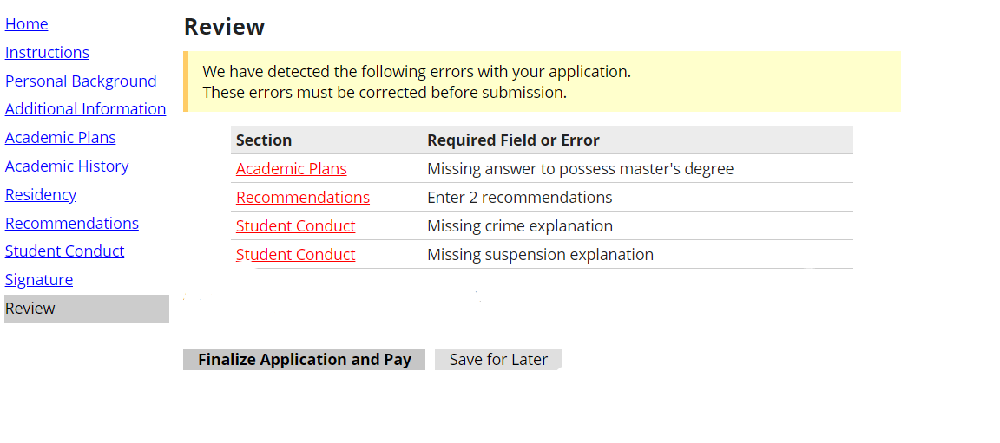 Home
Instructions
Personal Background
Additional Information
Academic Plans
Academic History
Residency
Recommendations
Student Conduct
Signature
Review
Review
We have detected the following errors with your application.
These errors must be corrected before submission.
Section Required Field or Error
Academic Plans Missing answer to possess master's degree
Recommendations Enter 2 recommendations
Student Conduct Missing crime explanation
Student Conduct Missing suspension explanation
Finalize Application and Pay Save for Later